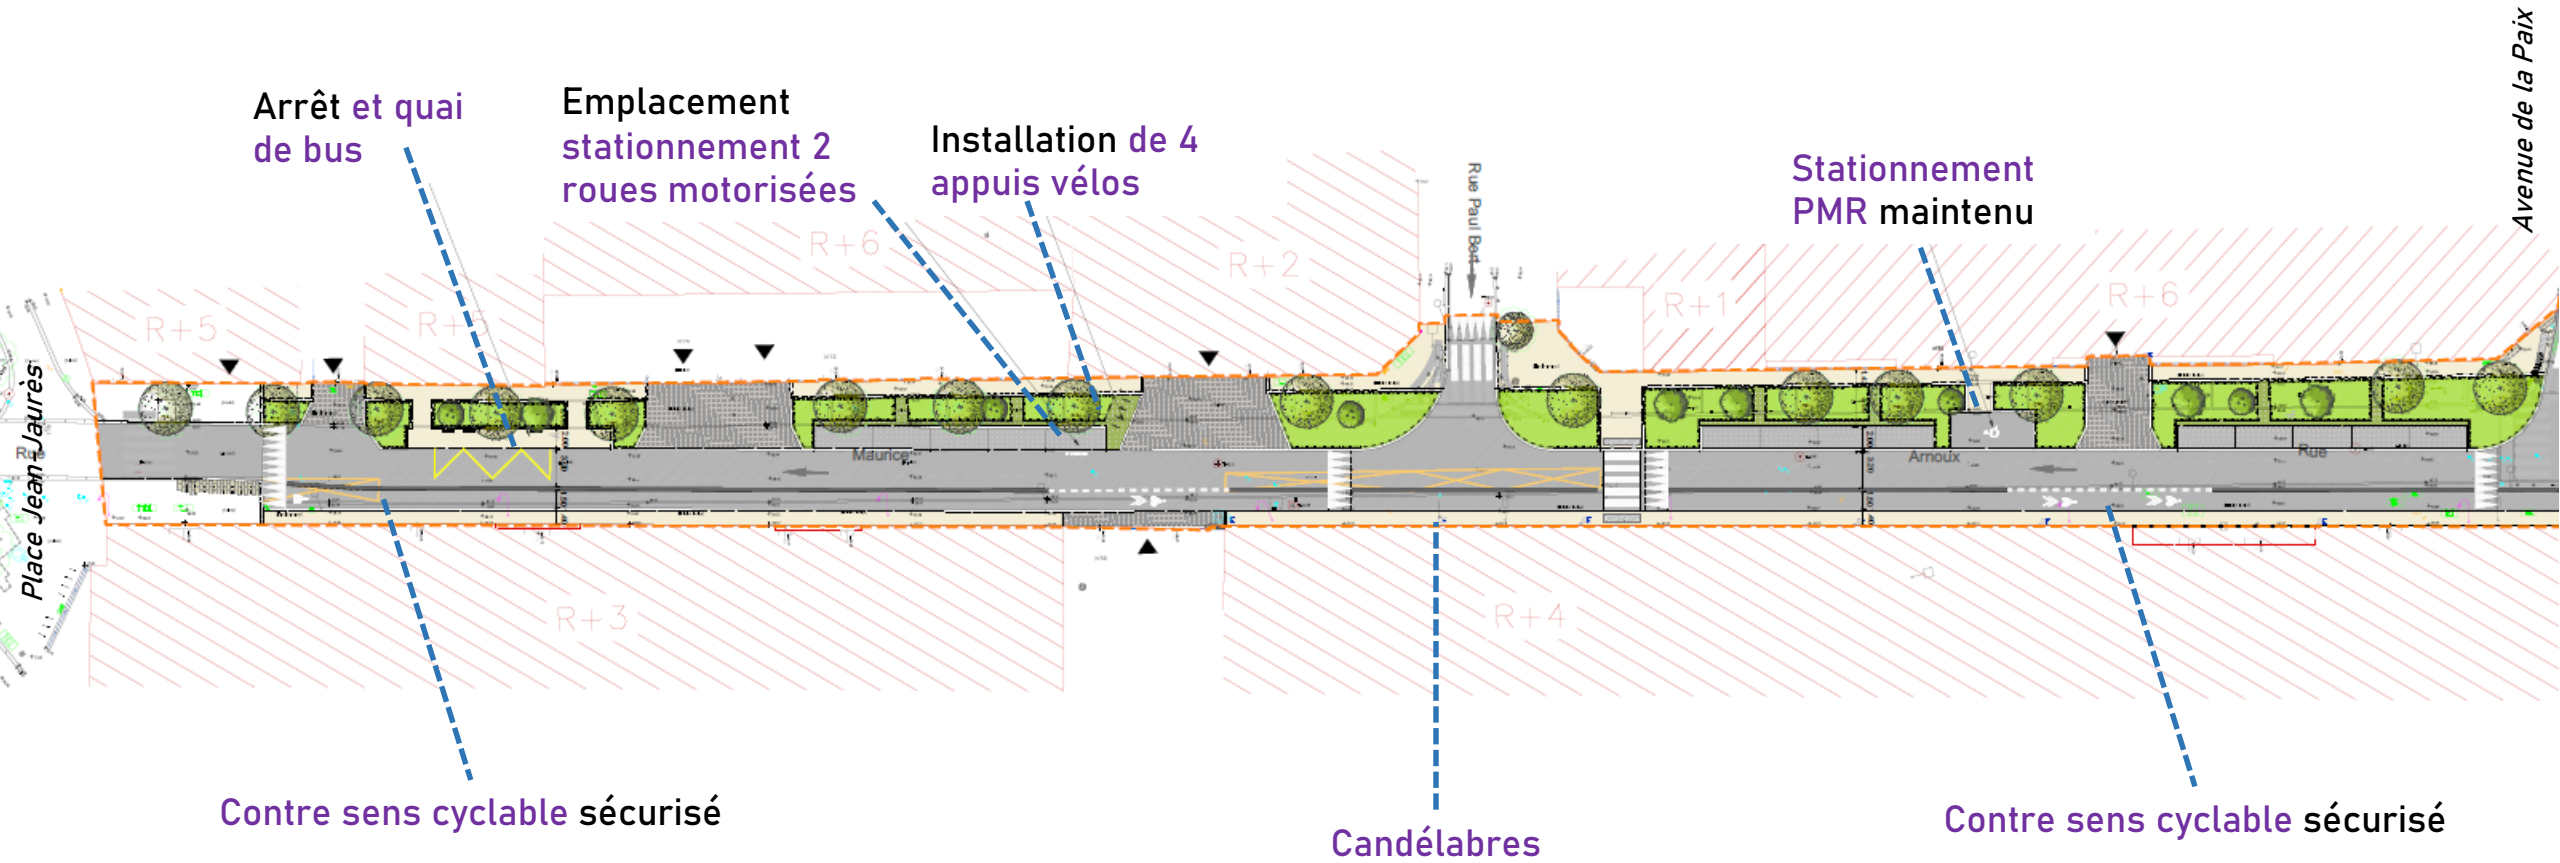 Avenue de la Paix
Arrêt et quai
de bus
Emplacement
stationnement 2
roues motorisées
Installation de 4
appuis vélos
Stationnement
PMR maintenu
Rue Paul Bert
R+5
R+5
R+6
R+2
R+1
R+6
Place Jean-Jaurès
Rue
Maurice
Arnoux
Rue
R+3
R+4
Contre sens cyclable sécurisé
Candélabres
Contre sens cyclable sécurisé